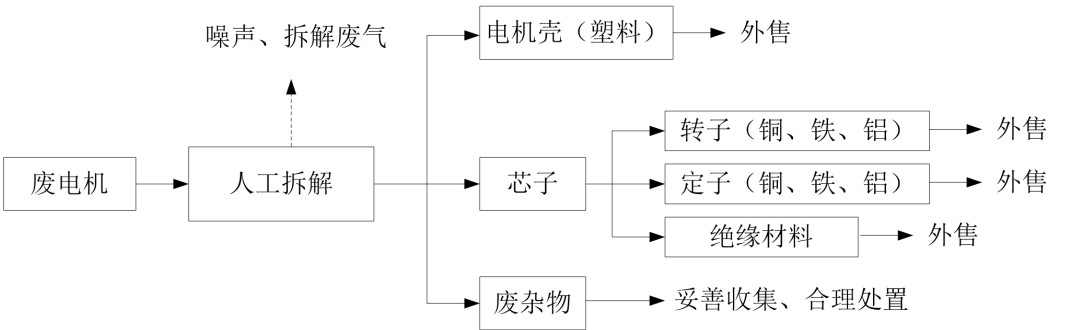 噪声、拆解废气
电机壳（塑料）
外售
转子（铜、铁、铝）
外售
废电机
人工拆解
芯子
定子（铜、铁、铝）
外售
绝缘材料
外售
废杂物
妥善收集、合理处置